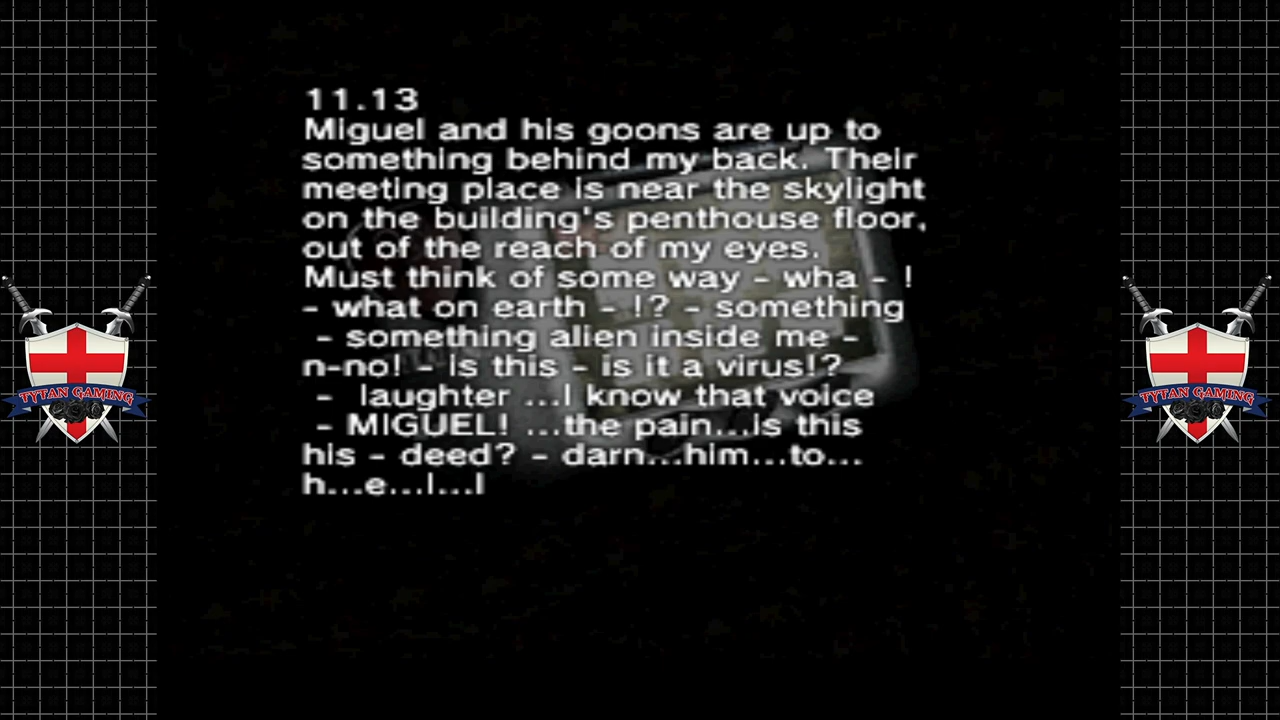 11.13
Miguel and his goons are up to
something behind my back. Their
meeting place is near the skylight
on the building's penthouse floor,
out of the reach of my eyes.
Must think of some way - wha - !
- what on earth - !? - something
- something alien inside me -
n-no! - is this - is it a virus!?
- laughter ...I know that voice
- MIGUEL! ...the pain...is this
his - deed? - darn...him...to...
h...e...l...l
TYTAN GAMING
TYTAN GAMING